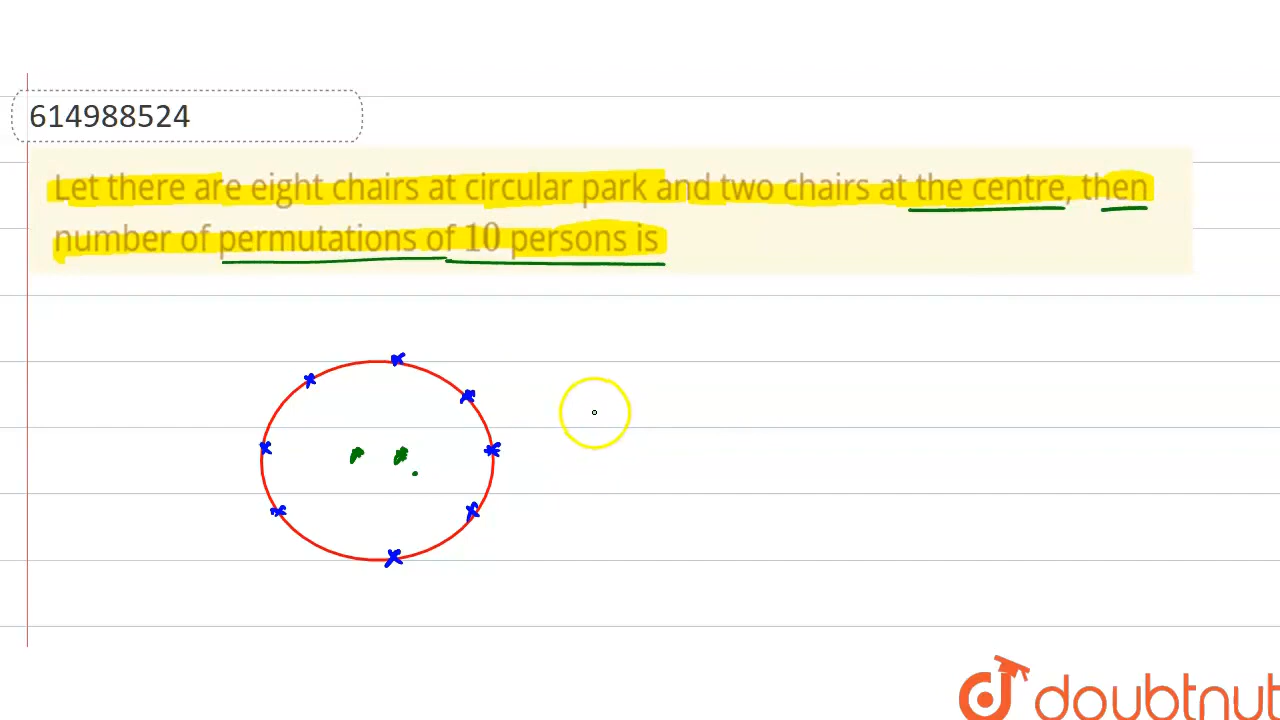 614988524
Let there are eight chairs at circular park and two chairs at the centre, then
number of permutations of 10 persons is
doubtnut